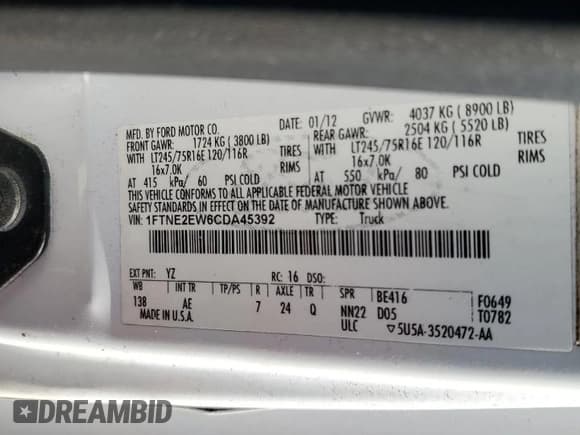 MFD. BY FORD MOTOR CO.
DATE: 01/12 GVWR: 4037 KG ( 8900 LB)
FRONT GAWR: 1724 KG ( 3800 LB)
REAR GAWR: 2504 KG ( 5520 LB)
WITH LT245/75R16E 120/116R TIRES
WITH LT245/75R16E 120/116R TIRES
16x7.0K RIMS
16x7.0K RIMS
AT 415 kPa/ 60 PSI COLD
AT 550 kPa/ 80 PSI COLD
THIS VEHICLE CONFORMS TO ALL APPLICABLE FEDERAL MOTOR VEHICLE
SAFETY STANDARDS IN EFFECT ON THE DATE OF MANUFACTURE SHOWN ABOVE.
VIN: 1FTNE2EW6CDA45392 TYPE: Truck
EXT PNT: YZ RC: 16 DSO:
WB INT TR TP/PS R AXLE TR SPR BE416 F0649
138 AE 7 24 Q NN22 D05 T0782
MADE IN U.S.A. ULC ▽5U5A-3520472-AA
DREAMBID